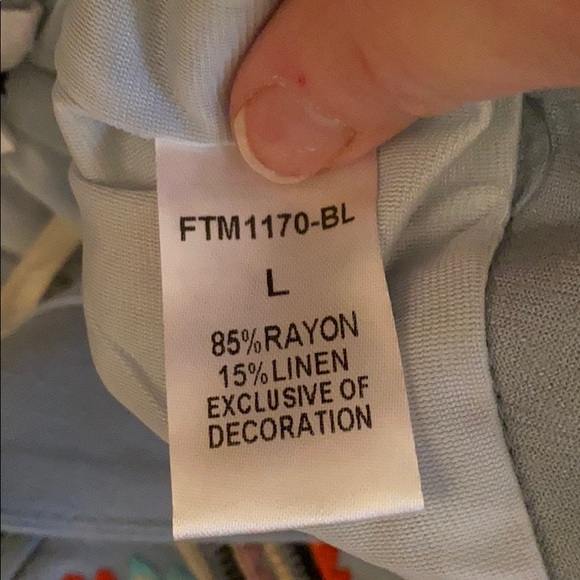 FTM1170-BL
L
85%RAYON
15%LINEN
EXCLUSIVE OF
DECORATION